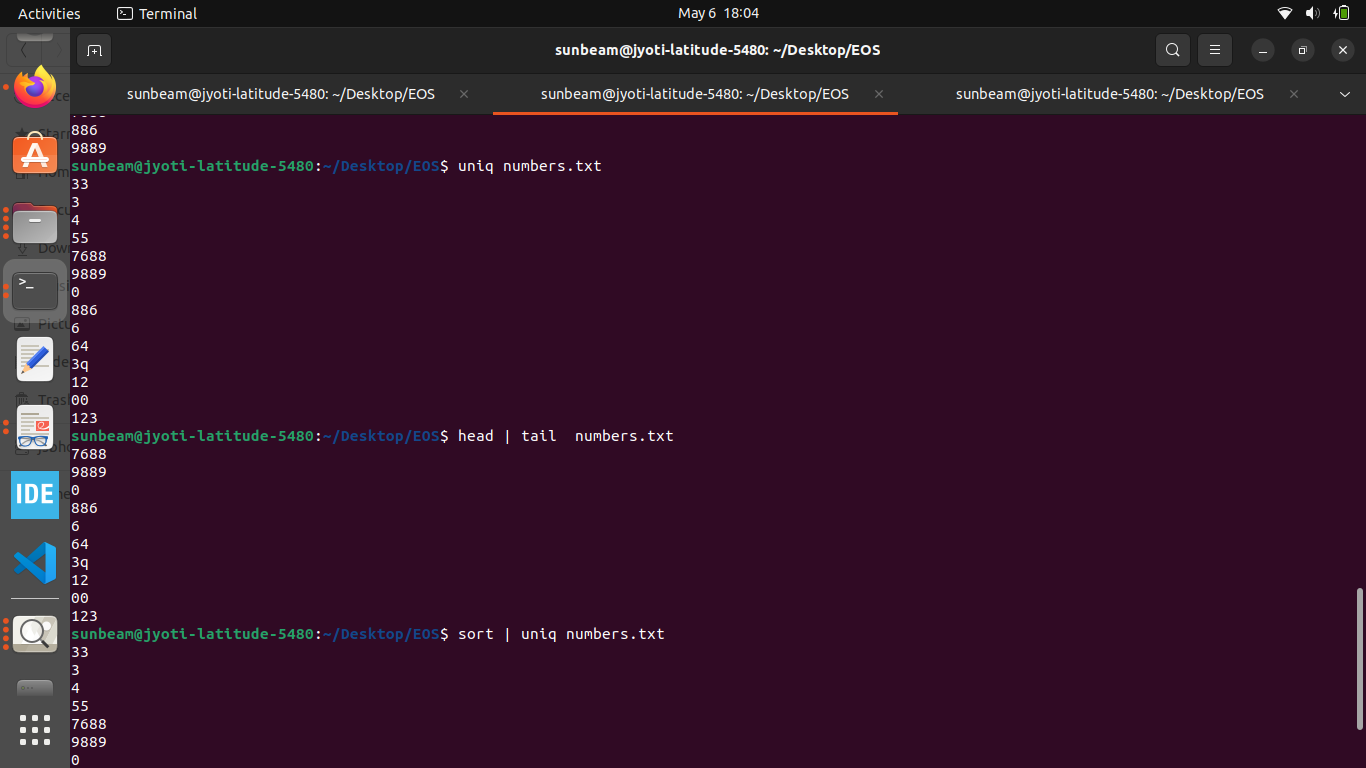 Activities
Terminal
May 6 18:04
sunbeam@jyoti-latitude-5480: ~/Desktop/EOS
sunbeam@jyoti-latitude-5480: ~/Desktop/EOS
sunbeam@jyoti-latitude-5480: ~/Desktop/EOS
sunbeam@jyoti-latitude-5480: ~/Desktop/EOS
886
9889
sunbeam@jyoti-latitude-5480:~/Desktop/EOS$ uniq numbers.txt
33
3
4
55
7688
9889
0
886
6
64
3q
12
00
123
sunbeam@jyoti-latitude-5480:~/Desktop/EOS$ head | tail  numbers.txt
7688
9889
0
886
6
64
3q
12
00
123
sunbeam@jyoti-latitude-5480:~/Desktop/EOS$ sort | uniq numbers.txt
33
3
4
55
7688
9889
0
IDE